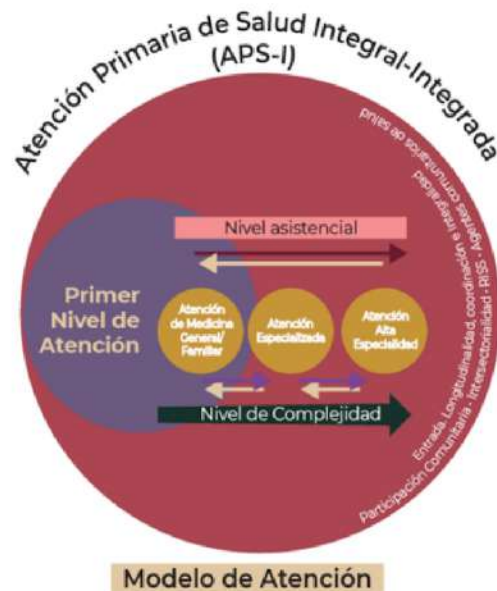 Atención Primaria de Salud Integral-Integrada
(APS-I)
Nivel asistencial
Primer
Nivel de
Atención
Atención
de Medicina
General/
Familiar
Atención
Especializada
Atención
Alta
Especialidad
Nivel de Complejidad
Entrada, Longitudinalidad, coordinación e integralidad
Participación Comunitaria - Intersectorialidad - RISS - Agentes comunitarios de salud
Modelo de Atención